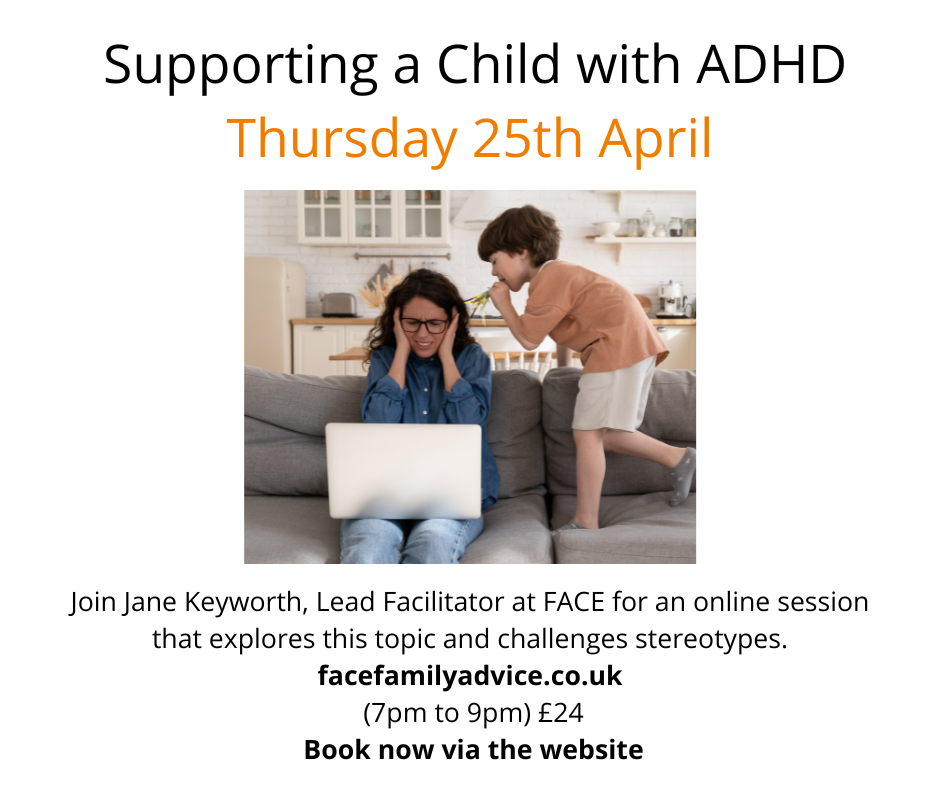 Supporting a Child with ADHD
Thursday 25th April
Join Jane Keyworth, Lead Facilitator at FACE for an online session
that explores this topic and challenges stereotypes.
facefamilyadvice.co.uk
(7pm to 9pm) £24
Book now via the website